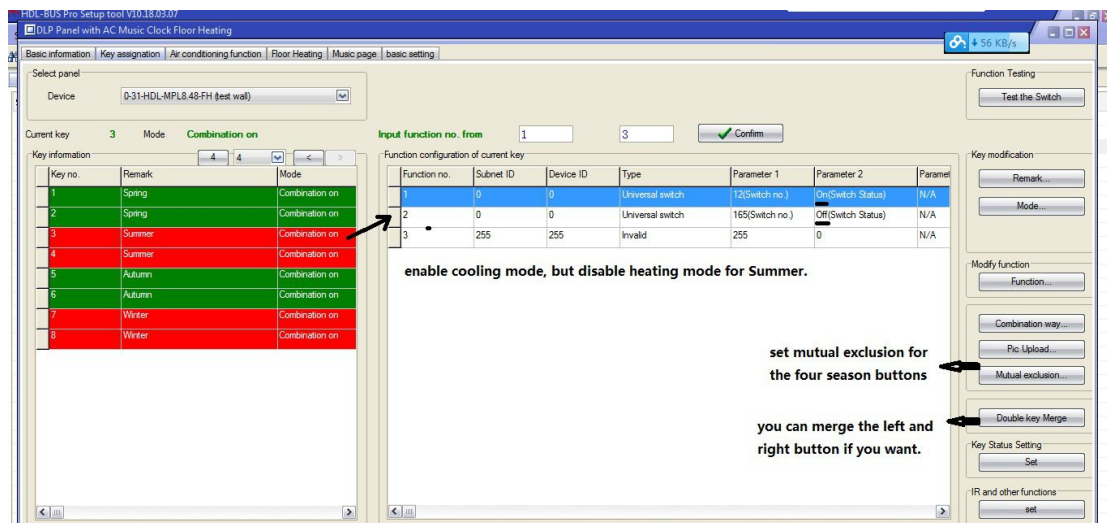 HDL-BUS Pro Setup tool V10.18.03.07
DLP Panel with AC Music Clock Floor Heating
56 KB/s
Basic information Key assignation Air conditioning function Floor Heating Music page basic setting
Select panel
Device 0-31-HDL-MPL8.48-FH (test wall)
Function Testing
Test the Switch
Current key 3 Mode Combination on
Input function no. from 1 3 Confirm
Key information 4 4 < >
Key no. Remark Mode
1 Spring Combination on
2 Spring Combination on
3 Summer Combination on
4 Summer Combination on
5 Autumn Combination on
6 Autumn Combination on
7 Winter Combination on
8 Winter Combination on
Function configuration of current key
Function no. Subnet ID Device ID Type Parameter 1 Parameter 2 Paramet
1 0 0 Universal switch 12(Switch no.) On(Switch Status) N/A
2 0 0 Universal switch 165(Switch no.) Off(Switch Status) N/A
3 255 255 Invalid 255 0 N/A
enable cooling mode, but disable heating mode for Summer.
set mutual exclusion for
the four season buttons
you can merge the left and
right button if you want.
Key modification
Remark...
Mode...
Modify function
Function...
Combination way...
Pic Upload...
Mutual exclusion...
Double key Merge
Key Status Setting
Set
IR and other functions
set